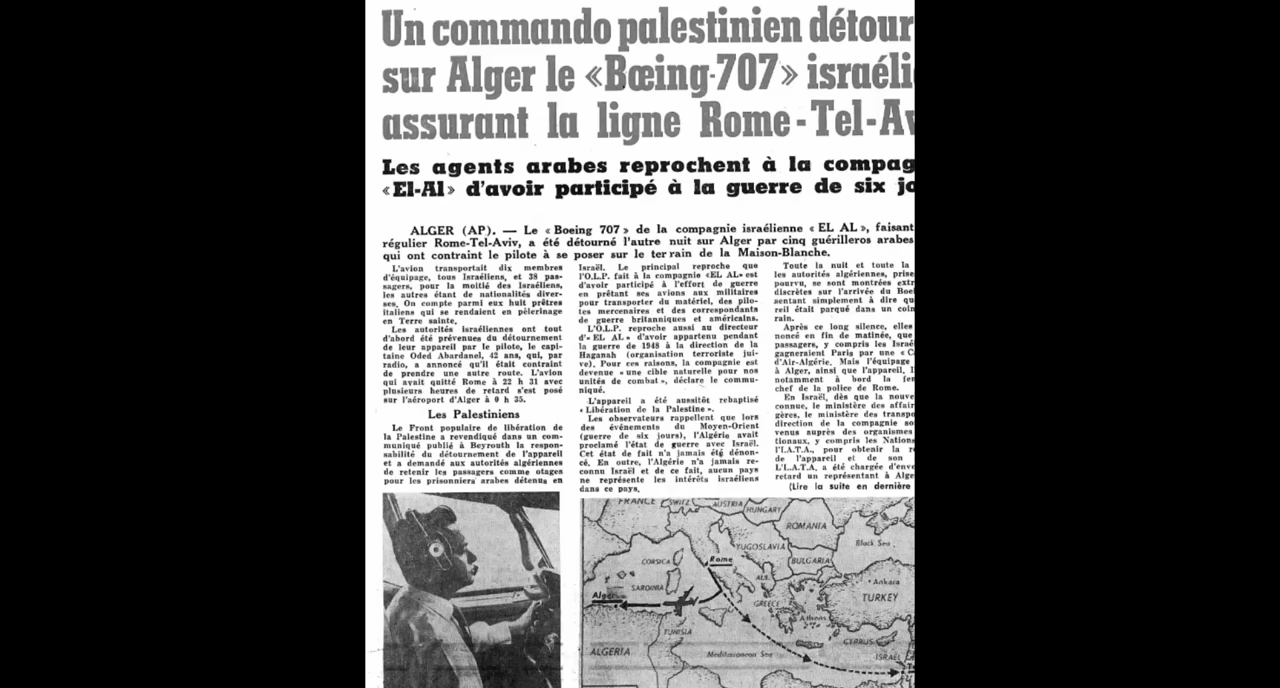 Un commando palestinien détour
sur Alger le «Bœing-707» israéli
assurant la ligne Rome-Tel-Av
Les agents arabes reprochent à la compag
«El-Al» d'avoir participé à la guerre de six jo
ALGER (AP). — Le «Boeing 707» de la compagnie israélienne «EL AL», faisant
régulier Rome-Tel-Aviv, a été détourné l'autre nuit sur Alger par cinq guérilleros arabes
qui ont contraint le pilote à se poser sur le terrain de la Maison-Blanche.
L'avion transportait dix membres
d'équipage, tous Israéliens, et 38 pas-
sagers, pour la moitié des Israéliens,
les autres étant de nationalités diver-
ses. On compte parmi eux huit prêtres
italiens qui se rendaient en pèlerinage
en Terre sainte.
Les autorités israéliennes ont tout
d'abord été prévenues du détournement
de leur appareil par le pilote, le capi-
taine Oded Abardanel, 42 ans, qui, par
radio, a annoncé qu'il était contraint
de prendre une autre route. L'avion
qui avait quitté Rome à 22 h 31 avec
plusieurs heures de retard s'est posé
sur l'aéroport d'Alger à 0 h 35.
Les Palestiniens
Le Front populaire de libération de
la Palestine a revendiqué dans un com-
muniqué publié à Beyrouth la respon-
sabilité du détournement de l'appareil
et a demandé aux autorités algériennes
de retenir les passagers comme otages
pour les prisonniers arabes détenus en
Israël. Le principal reproche que
l'O.L.P. fait à la compagnie «EL AL» est
d'avoir participé à l'effort de guerre
en prêtant ses avions aux militaires
pour transporter du matériel, des pilo-
tes mercenaires et des correspondants
de guerre britanniques et américains.
L'O.L.P. reproche aussi au directeur
d'«EL AL» d'avoir appartenu pendant
la guerre de 1948 à la direction de la
Haganah (organisation terroriste jui-
ve). Pour ces raisons, la compagnie est
devenue «une cible naturelle pour nos
unités de combat», déclare le commu-
niqué.
L'appareil a été aussitôt rebaptisé
«Libération de la Palestine».
Les observateurs rappellent que lors
des événements du Moyen-Orient
(guerre de six jours), l'Algérie avait
proclamé l'état de guerre avec Israël.
Cet état de fait n'a jamais été dénon-
cé. En outre, l'Algérie n'a jamais re-
connu Israël et de ce fait, aucun pays
ne représente les intérêts israéliens
dans ce pays.
Toute la nuit et toute la
les autorités algériennes, prise
pourvu, se sont montrées extr
discrètes sur l'arrivée du Boei
sentant simplement à dire qu
reil était parqué dans un coin
rain.
Après ce long silence, elles
noncé en fin de matinée, que
passagers, y compris les Israé
gagneraient Paris par une «C
d'Air-Algérie. Mais l'équipage
à Alger, ainsi que l'appareil. I
notamment à bord la fem
chef de la police de Rome.
En Israël, dès que la nouve
connue, le ministère des affair
gères, le ministère des transpo
direction de la compagnie so
venus auprès des organismes
tionaux, y compris les Nations
l'I.A.T.A., pour obtenir la r
de l'appareil et de son
L'I.A.T.A. a été chargée d'env
retard un représentant à Alge
(Lire la suite en dernière
FRANCE
SWITZ
AUSTRIA
HUNGARY
ROMANIA
YUGOSLAVIA
Black Sea
CORSICA
Rome
BULGARIA
SARDINIA
ALB.
Ankara
TURKEY
Alger
GREECE
Athens
TUNISIA
CYPRUS
ALGERIA
Mediterranean Sea
ISRAEL